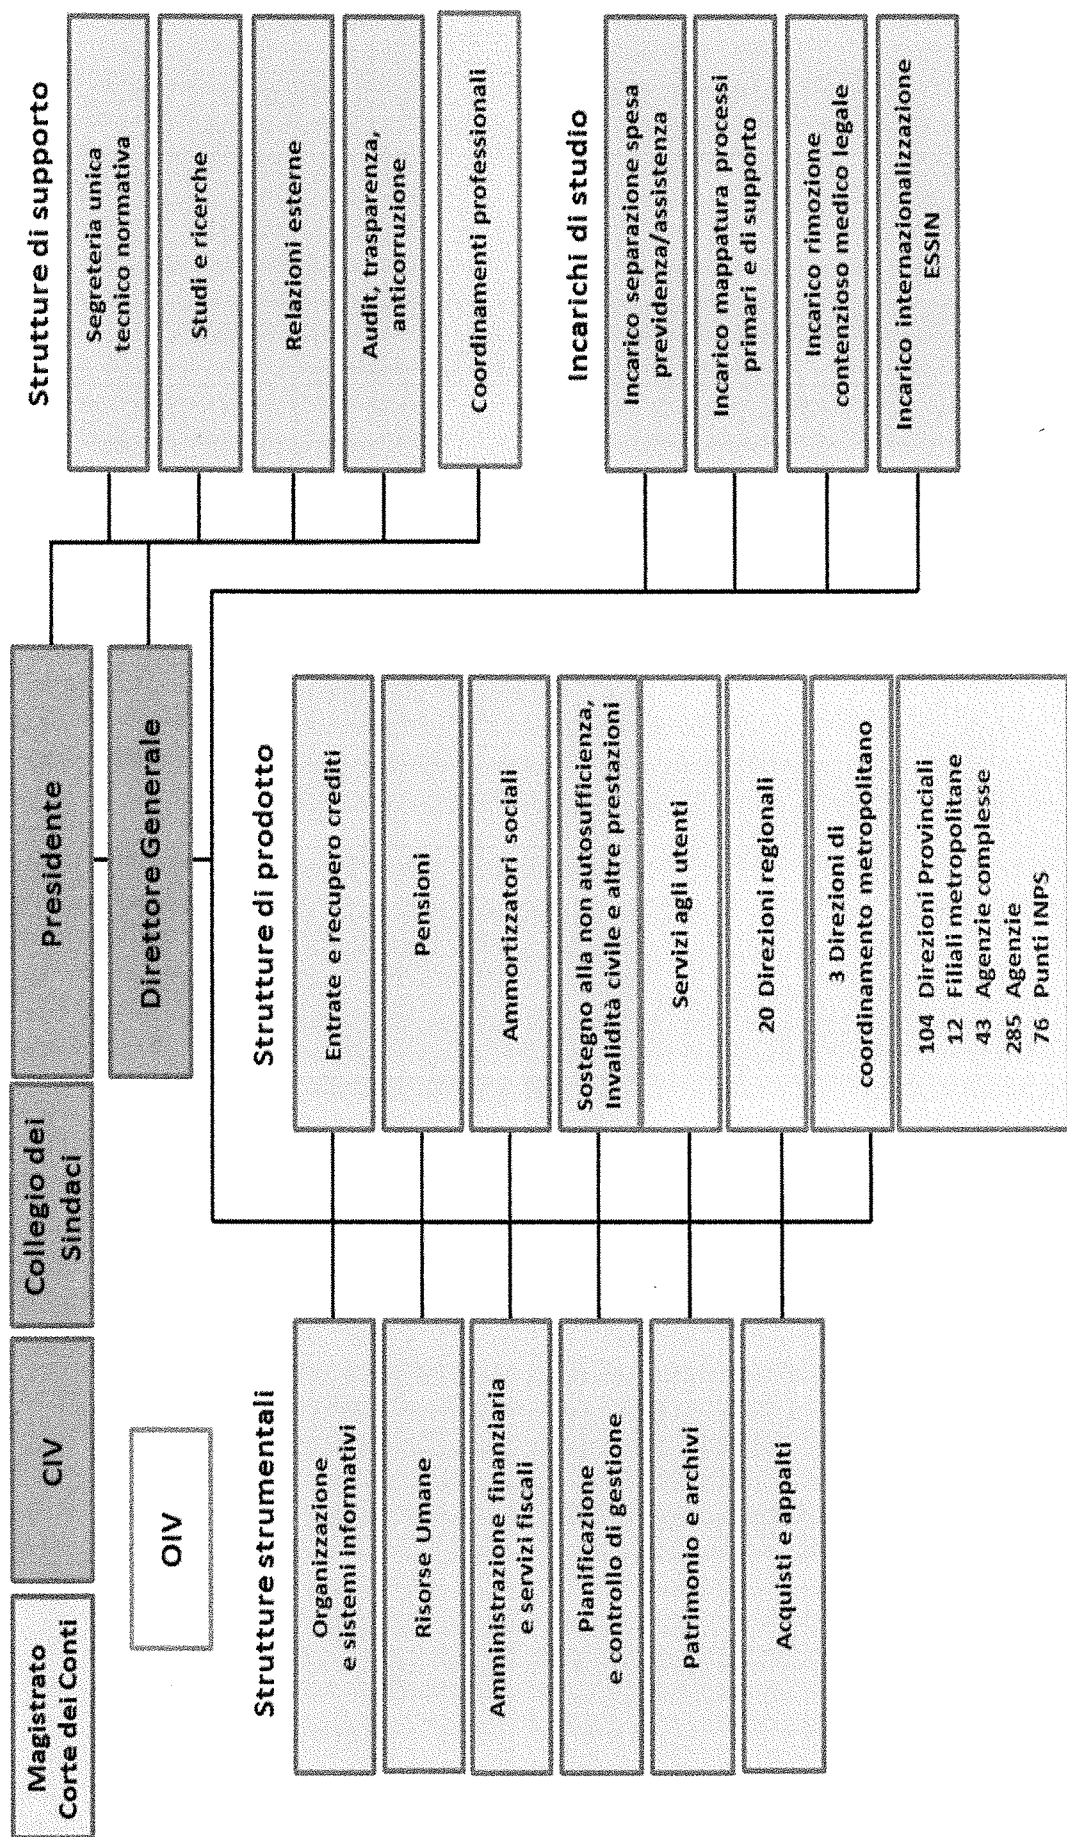 Magistrato
Corte dei Conti
CIV
Collegio dei
Sindaci
Presidente
OIV
Direttore Generale
Strutture di supporto
Segreteria unica
tecnico normativa
Studi e ricerche
Relazioni esterne
Audit, trasparenza,
anticorruzione
Coordinamenti professionali
Strutture strumentali
Organizzazione
e sistemi informativi
Risorse Umane
Amministrazione finanziaria
e servizi fiscali
Pianificazione
e controllo di gestione
Patrimonio e archivi
Acquisti e appalti
Strutture di prodotto
Entrate e recupero crediti
Pensioni
Ammortizzatori sociali
Sostegno alla non autosufficienza,
Invalidità civile e altre prestazioni
Servizi agli utenti
20 Direzioni regionali
3 Direzioni di
coordinamento metropolitano
104 Direzioni Provinciali
12 Filiali metropolitane
43 Agenzie complesse
285 Agenzie
76 Punti INPS
Incarichi di studio
Incarico separazione spesa
previdenza/assistenza
Incarico mappatura processi
primari e di supporto
Incarico rimozione
contenzioso medico legale
Incarico internazionalizzazione
ESSIN